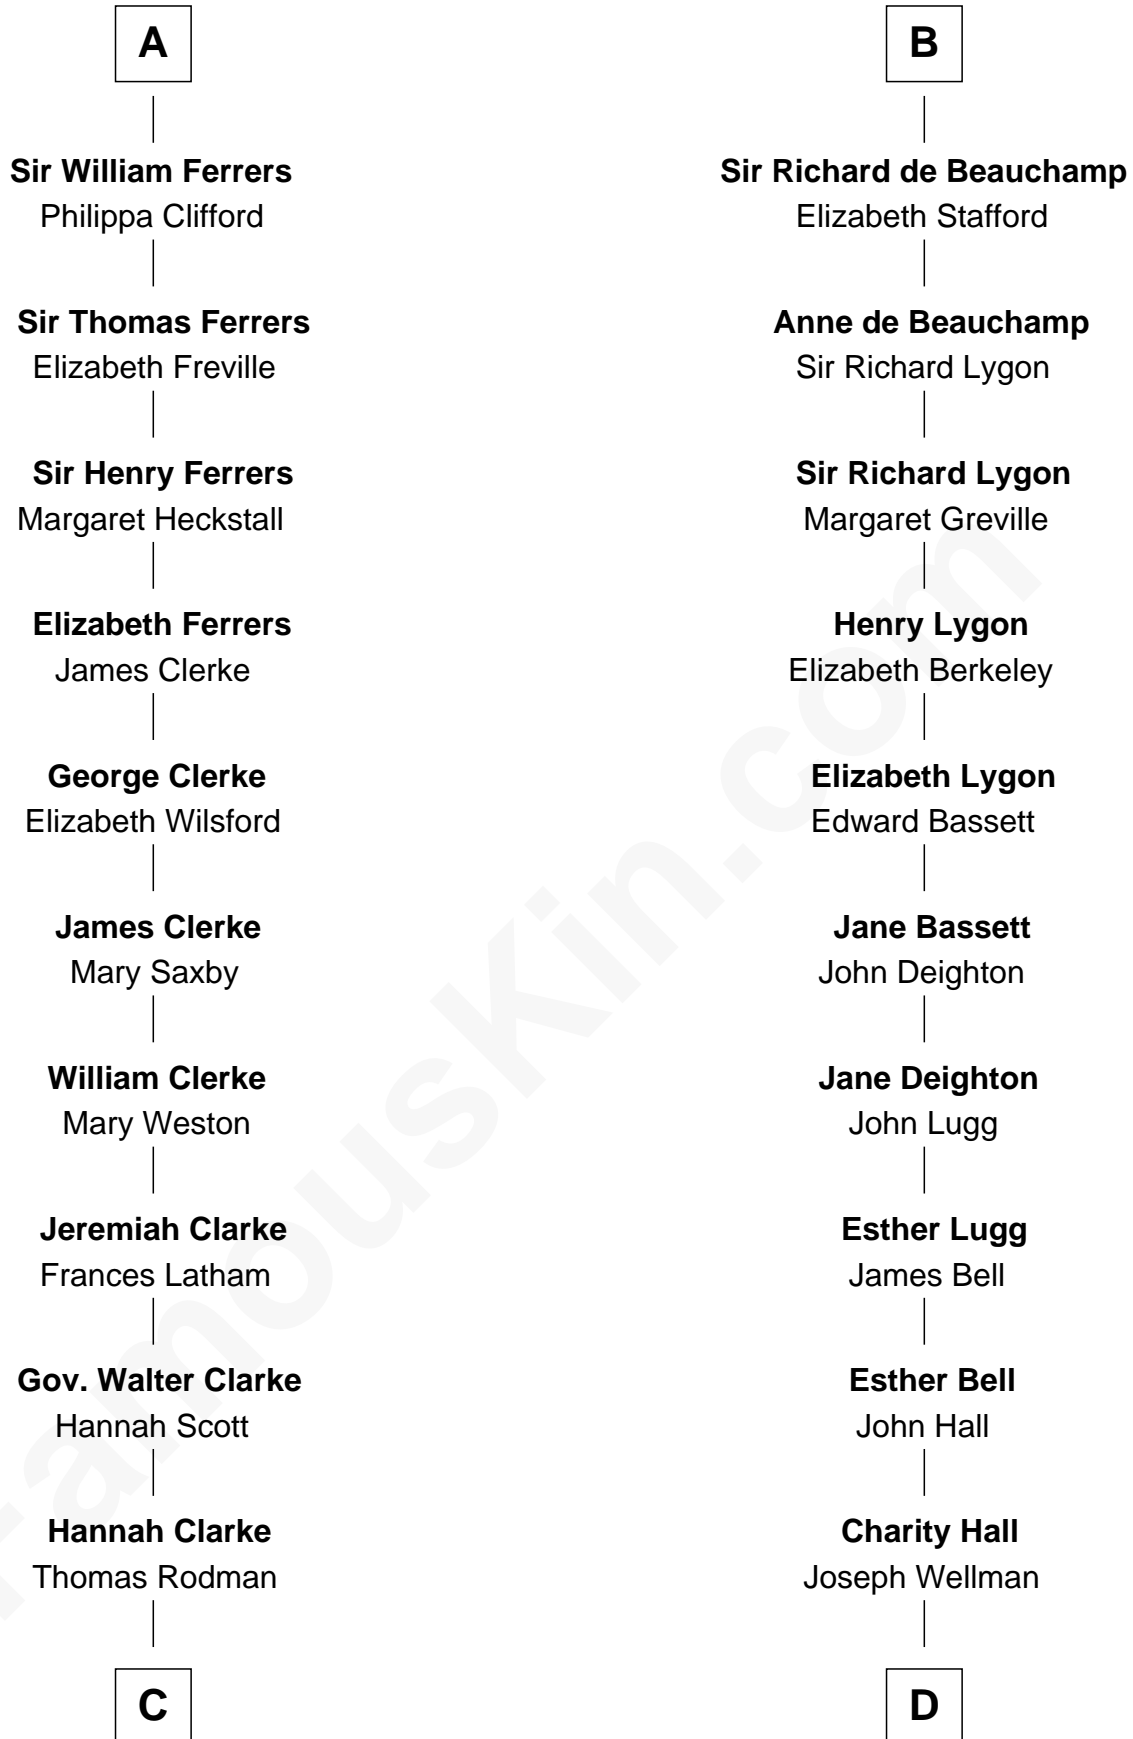 A
Sir William Ferrers
Philippa Clifford
Sir Thomas Ferrers
Elizabeth Freville
Sir Henry Ferrers
Margaret Heckstall
Elizabeth Ferrers
James Clerke
George Clerke
Elizabeth Wilsford
James Clerke
Mary Saxby
William Clerke
Mary Weston
Jeremiah Clarke
Frances Latham
Gov. Walter Clarke
Hannah Scott
Hannah Clarke
Thomas Rodman
C
B
Sir Richard de Beauchamp
Elizabeth Stafford
Anne de Beauchamp
Sir Richard Lygon
Sir Richard Lygon
Margaret Greville
Henry Lygon
Elizabeth Berkeley
Elizabeth Lygon
Edward Bassett
Jane Bassett
John Deighton
Jane Deighton
John Lugg
Esther Lugg
James Bell
Esther Bell
John Hall
Charity Hall
Joseph Wellman
D
FamousKin.com